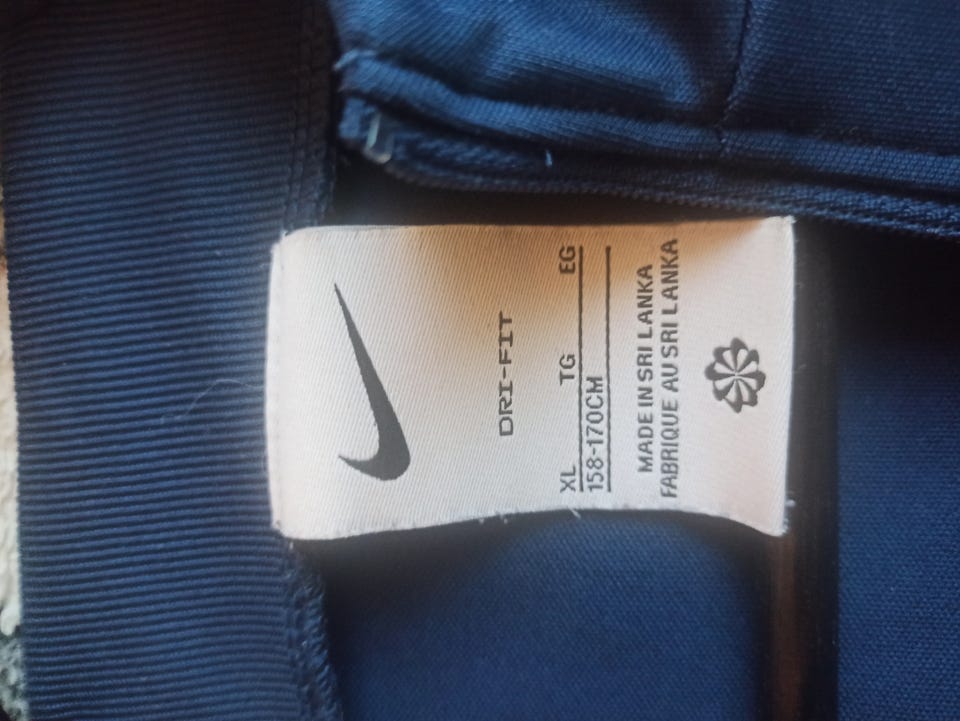 DRI-FIT
XL TG EG
158-170CM
MADE IN SRI LANKA
FABRIQUE AU SRI LANKA